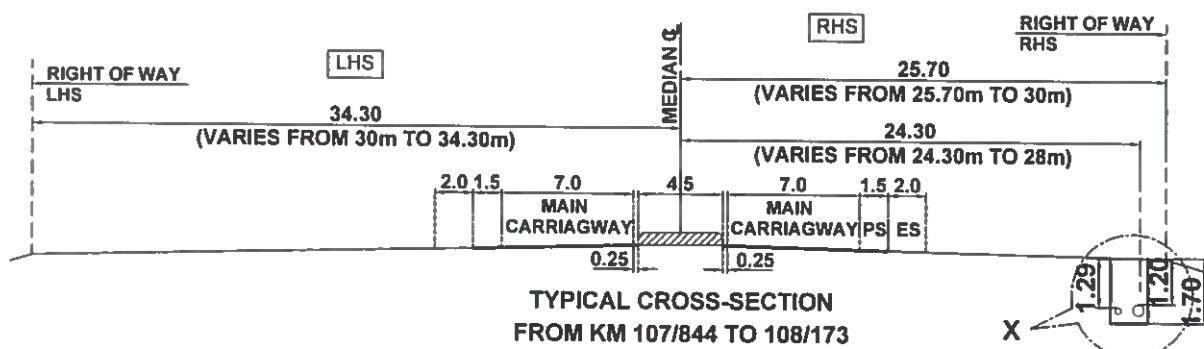 LHS
RHS
RIGHT OF WAY
LHS
RIGHT OF WAY
RHS
MEDIAN ℄
34.30
(VARIES FROM 30m TO 34.30m)
25.70
(VARIES FROM 25.70m TO 30m)
24.30
(VARIES FROM 24.30m TO 28m)
2.0 1.5 7.0 4.5 7.0 1.5 2.0
MAIN
CARRIAGWAY
MAIN
CARRIAGWAY
PS
ES
0.25
0.25
1.29
1.20
1.70
X
TYPICAL CROSS-SECTION
FROM KM 107/844 TO 108/173